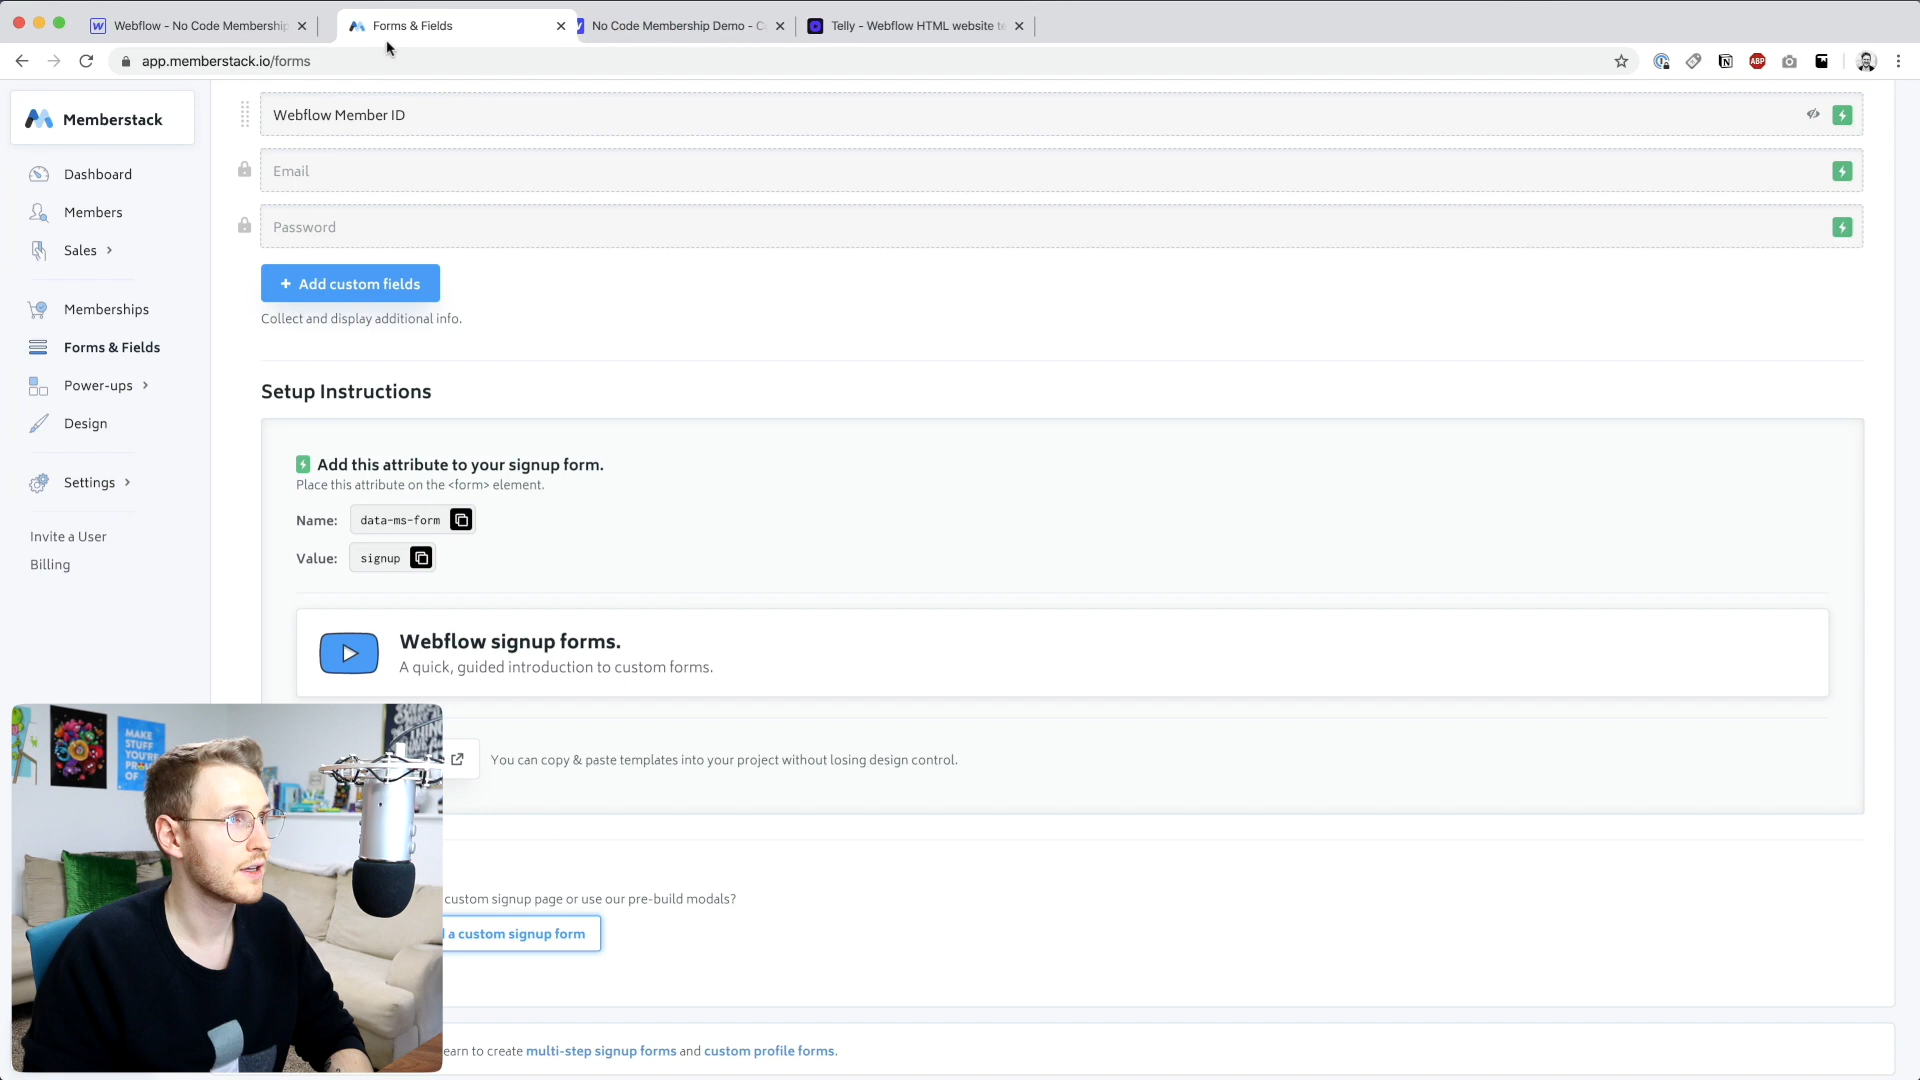 Webflow - No Code Membership
Forms & Fields
No Code Membership Demo - C
Telly - Webflow HTML website te
app.memberstack.io/forms
ABP
Memberstack
Dashboard
Members
Sales
Memberships
Forms & Fields
Power-ups
Design
Settings
Invite a User
Billing
Webflow Member ID
Email
Password
+ Add custom fields
Collect and display additional info.
Setup Instructions
Add this attribute to your signup form.
Place this attribute on the <form> element.
Name: data-ms-form
Value: signup
Webflow signup forms.
A quick, guided introduction to custom forms.
You can copy & paste templates into your project without losing design control.
custom signup page or use our pre-build modals?
a custom signup form
earn to create multi-step signup forms and custom profile forms.
MAKE
STUFF
YOU'RE
PROUD
OF